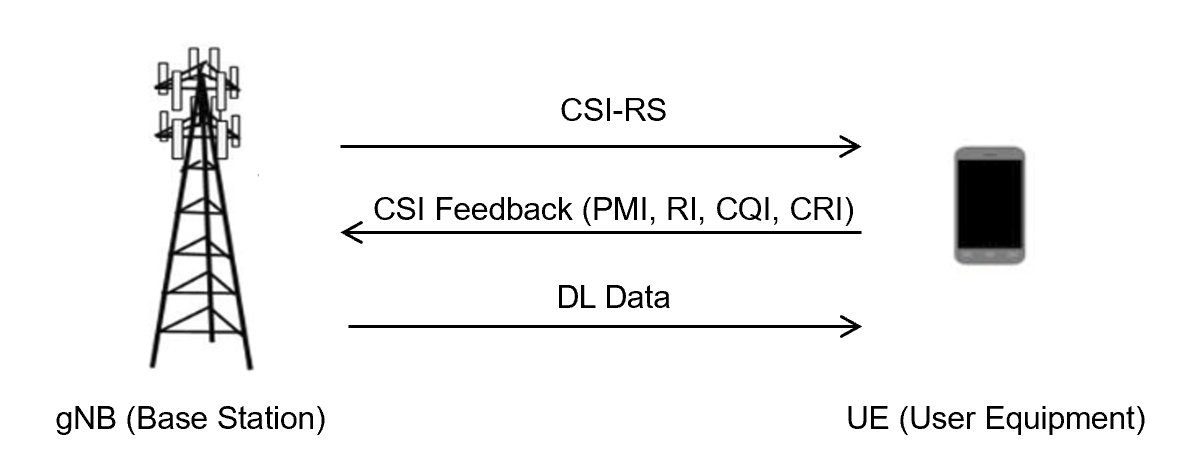 CSI-RS
CSI Feedback (PMI, RI, CQI, CRI)
DL Data
gNB (Base Station)
UE (User Equipment)